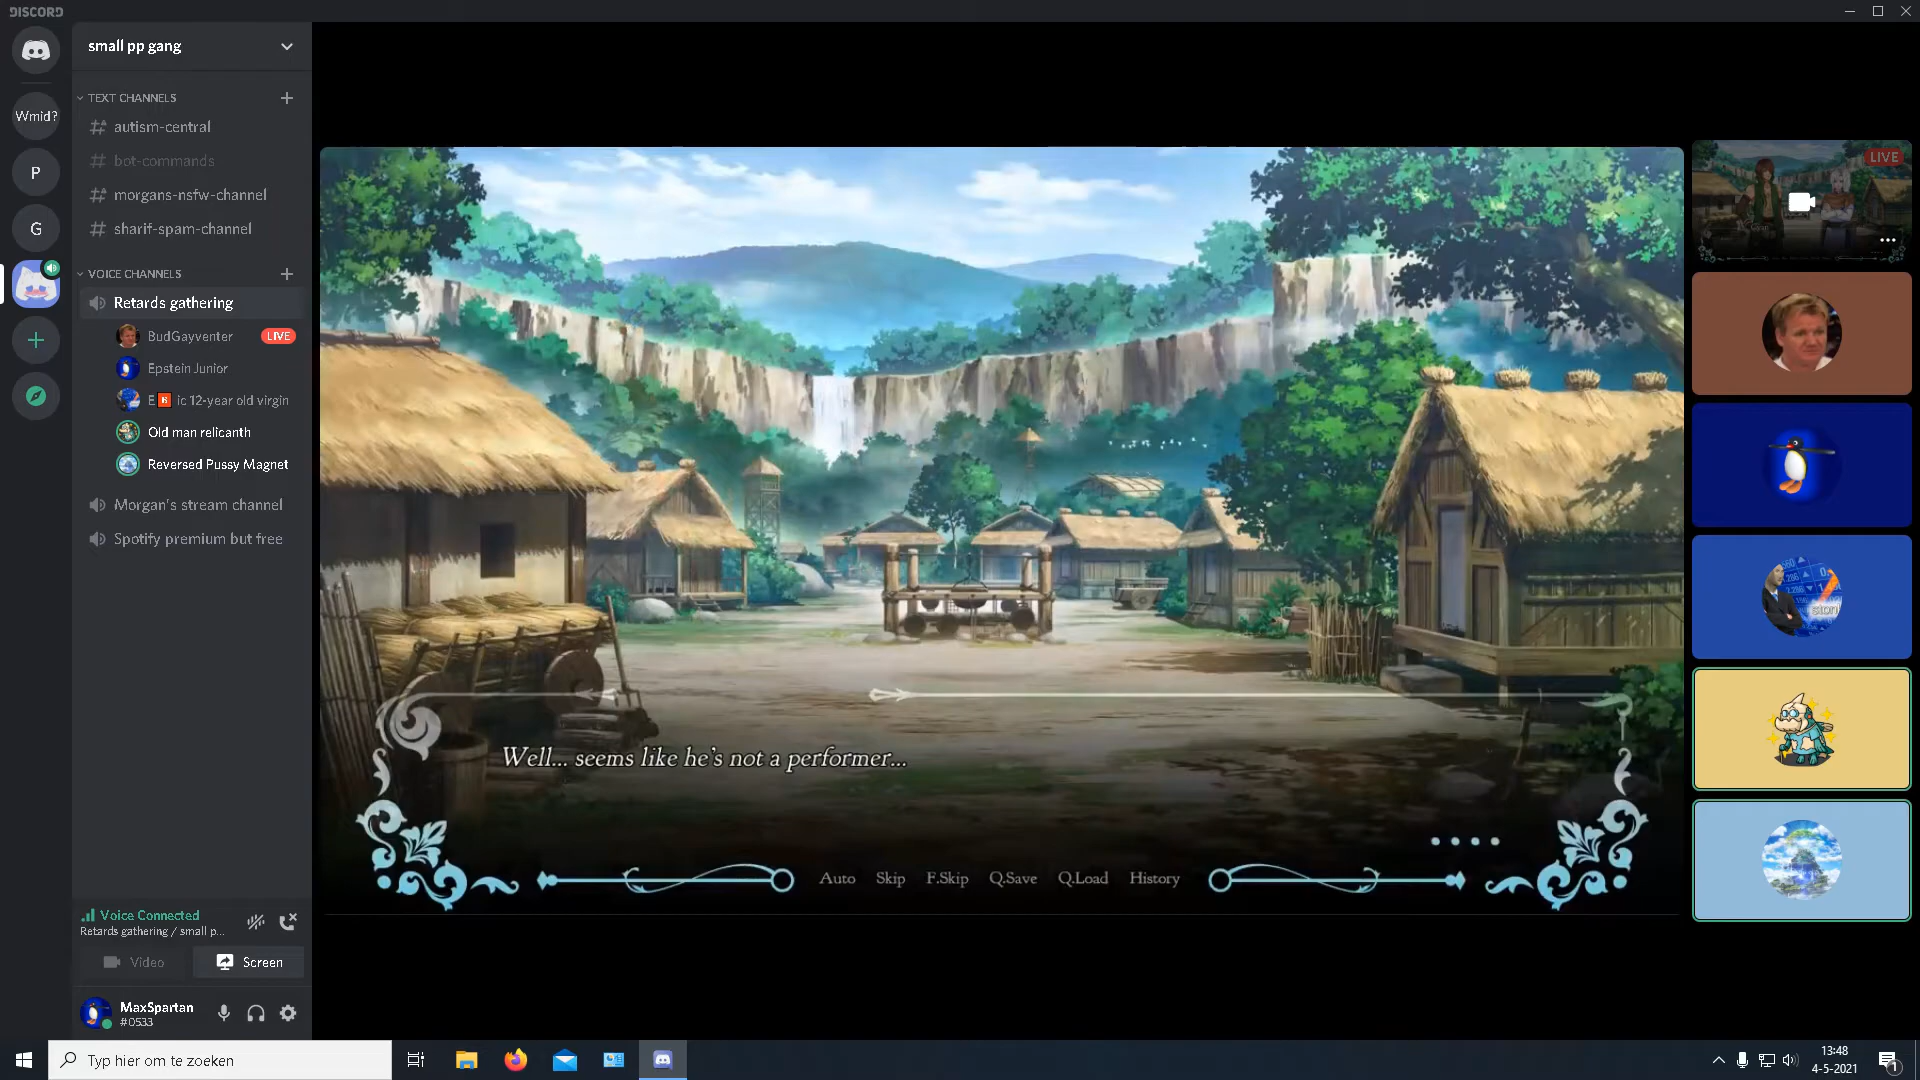 DISCORD
small pp gang
TEXT CHANNELS
autism-central
bot-commands
morgans-nsfw-channel
sharif-spam-channel
VOICE CHANNELS
Retards gathering
BudGayventer LIVE
Epstein Junior
E ic 12-year old virgin
Old man relicanth
Reversed Pussy Magnet
Morgan's stream channel
Spotify premium but free
Wmid?
P
G
LIVE
Well... seems like he's not a performer...
Auto Skip F.Skip Q.Save Q.Load History
Voice Connected
Retards gathering / small p...
Video Screen
MaxSpartan
#0533
Typ hier om te zoeken
13:48
4-5-2021
1